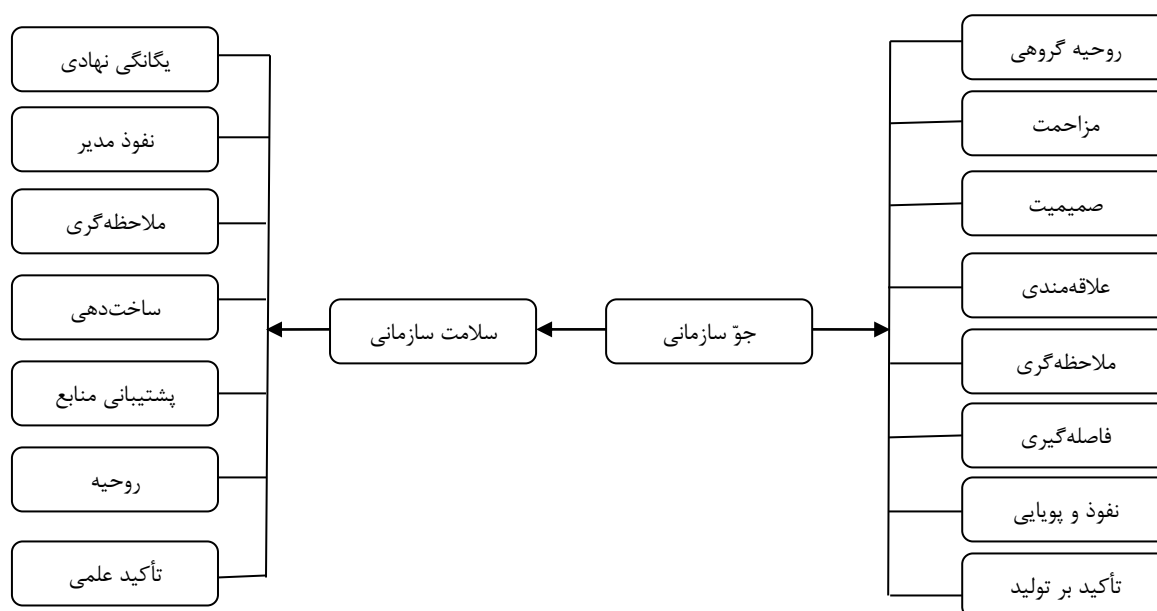 روحیه گروهی
مزاحمت
صمیمیت
علاقه‌مندی
ملاحظه‌گری
فاصله‌گیری
نفوذ و پویایی
تأکید بر تولید
جوّ سازمانی
سلامت سازمانی
یگانگی نهادی
نفوذ مدیر
ملاحظه‌گری
ساخت‌دهی
پشتیبانی منابع
روحیه
تأکید علمی